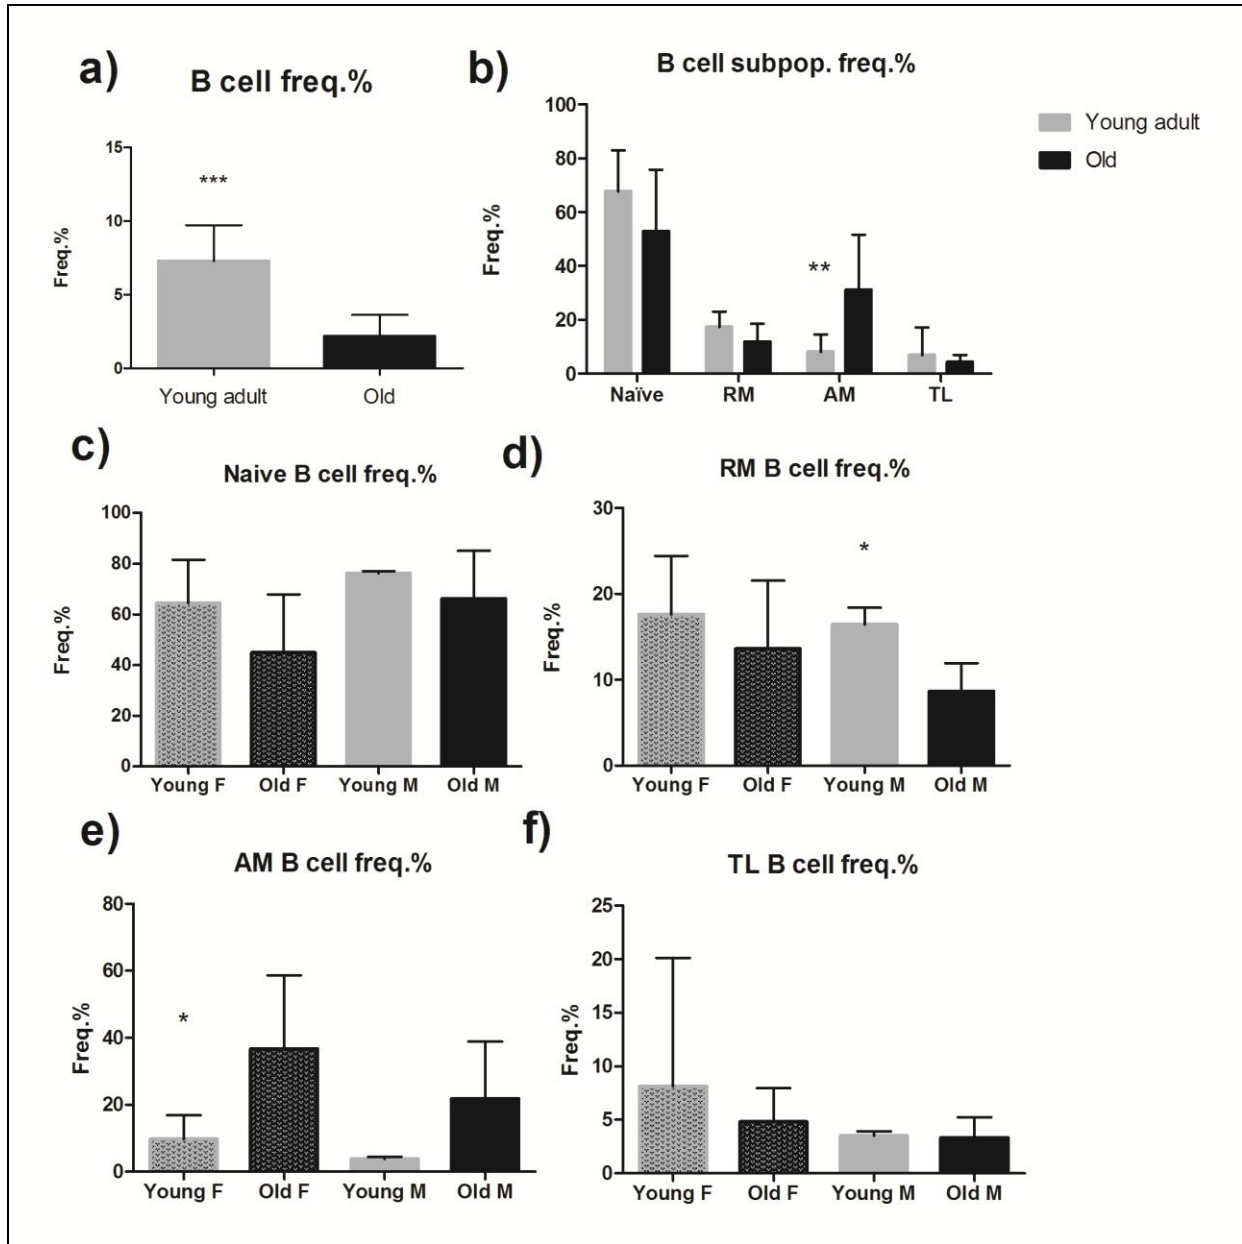 a)
B cell freq.%
15
10
5
0
Freq.%
***
Young adult Old
b)
B cell subpop. freq.%
100
80
60
40
20
0
Freq.%
**
Naïve RM AM TL
Young adult
Old
c)
Naive B cell freq.%
100
80
60
40
20
0
Freq.%
Young F Old F Young M Old M
d)
RM B cell freq.%
30
20
10
0
Freq.%
*
Young F Old F Young M Old M
e)
AM B cell freq.%
80
60
40
20
0
Freq.%
*
Young F Old F Young M Old M
f)
TL B cell freq.%
25
20
15
10
5
0
Freq.%
Young F Old F Young M Old M